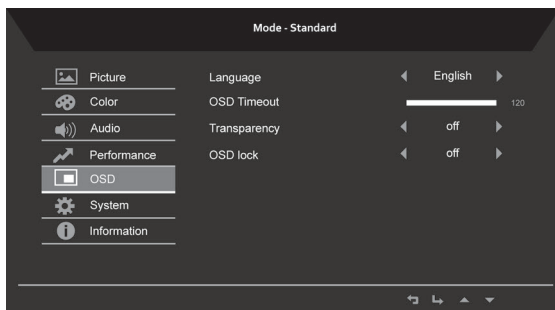 Mode - Standard
Picture
Language
English
Color
OSD Timeout
120
Audio
Transparency
off
Performance
OSD lock
off
OSD
System
Information